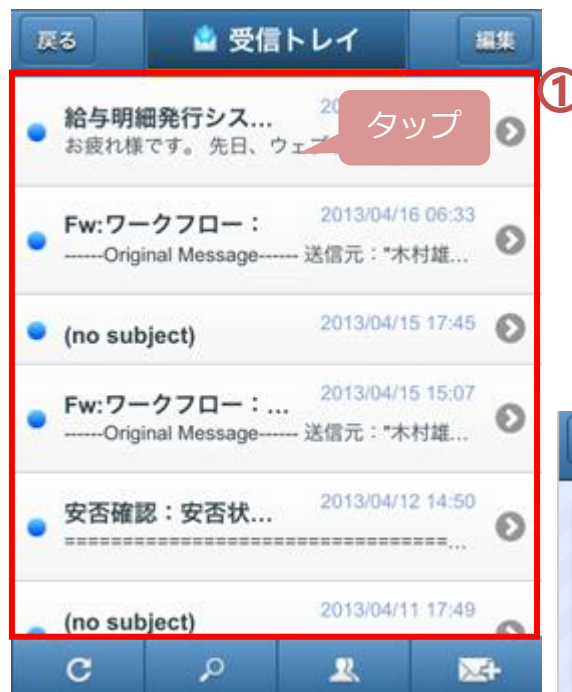 戻る
受信トレイ
編集
①
給与明細発行シス...
20
タップ
お疲れ様です。 先日、ウェブ
Fw:ワークフロー：
2013/04/16 06:33
------Original Message------ 送信元："木村雄...
(no subject)
2013/04/15 17:45
Fw:ワークフロー：...
2013/04/15 15:07
------Original Message------ 送信元："木村雄...
安否確認：安否状...
2013/04/12 14:50
==================================...
(no subject)
2013/04/11 17:49